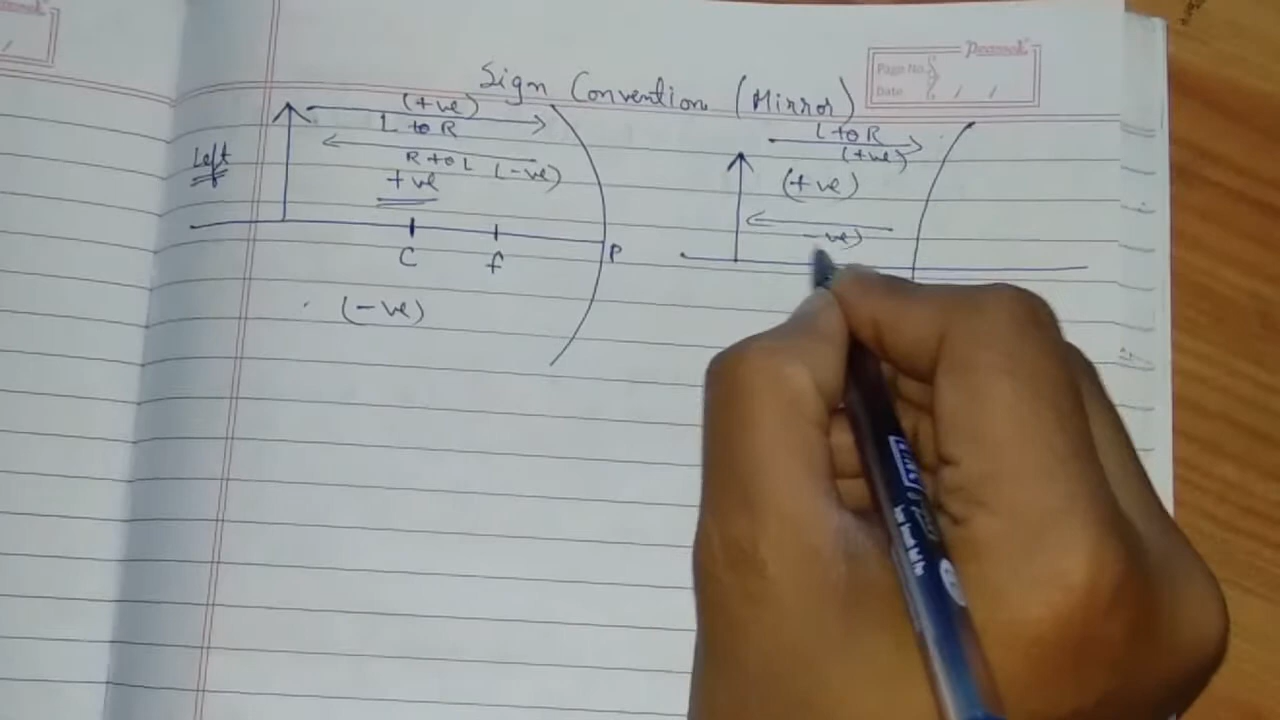 Sign Convention (Mirror)
Page No.
Date / / /
(+ve)
L to R
R to L (-ve)
+ve
Left
C f P
(-ve)
L to R
(+ve)
(+ve)
-ve)